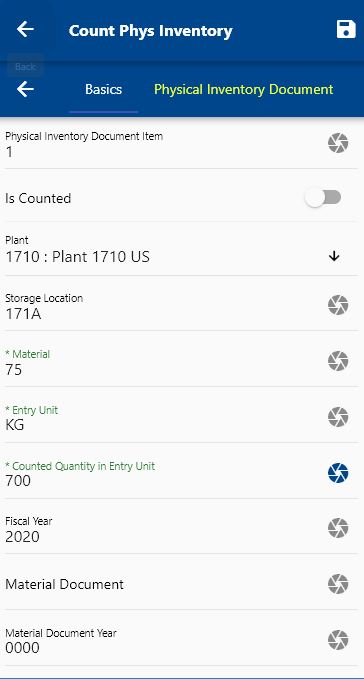 Count Phys Inventory
Back
Basics
Physical Inventory Document
Physical Inventory Document Item
1
Is Counted
Plant
1710 : Plant 1710 US
Storage Location
171A
* Material
75
* Entry Unit
KG
* Counted Quantity in Entry Unit
700
Fiscal Year
2020
Material Document
Material Document Year
0000